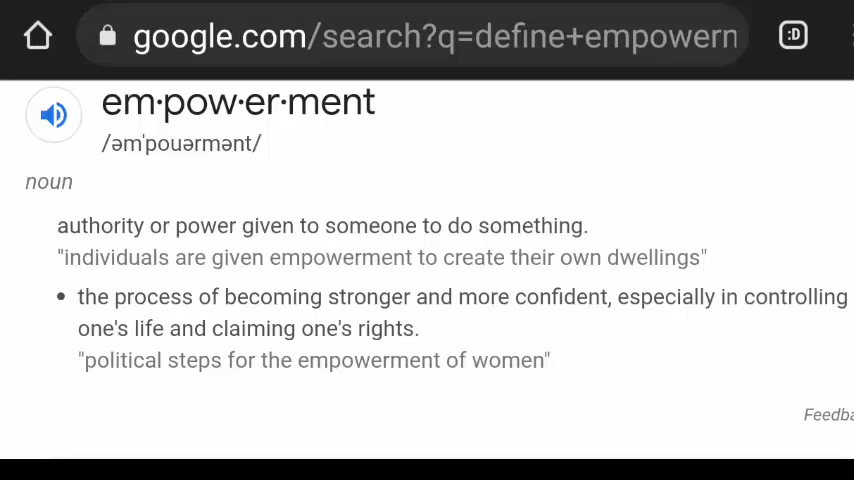 google.com/search?q=define+empowern
:D
em·pow·er·ment
/əmˈpouərmənt/
noun
authority or power given to someone to do something.
"individuals are given empowerment to create their own dwellings"
• the process of becoming stronger and more confident, especially in controlling
one's life and claiming one's rights.
"political steps for the empowerment of women"
Feedba